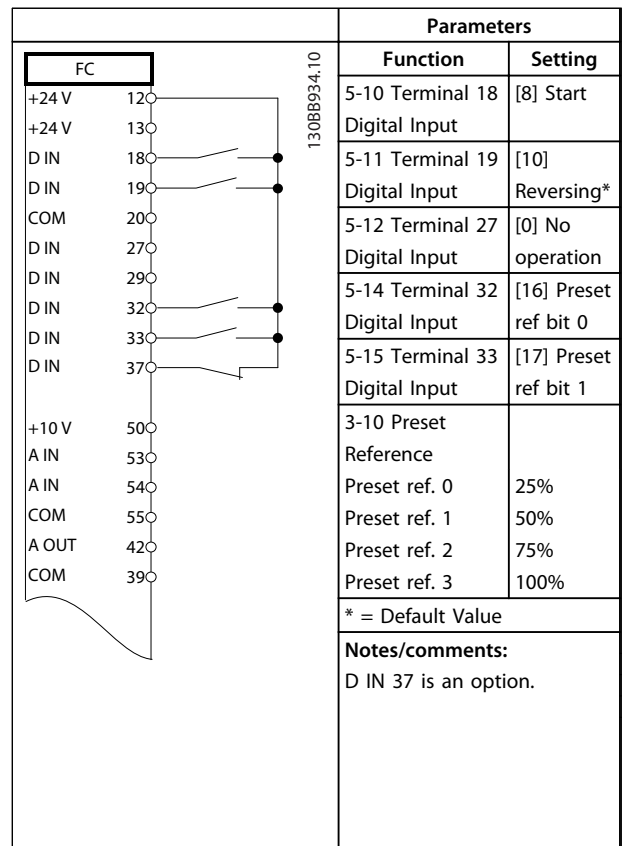 Parameters
FC
130BB934.10
Function Setting
+24 V 12
+24 V 13
D IN 18
D IN 19
COM 20
D IN 27
D IN 29
D IN 32
D IN 33
D IN 37
+10 V 50
A IN 53
A IN 54
COM 55
A OUT 42
COM 39
5-10 Terminal 18 [8] Start
Digital Input
5-11 Terminal 19 [10]
Digital Input Reversing*
5-12 Terminal 27 [0] No
Digital Input operation
5-14 Terminal 32 [16] Preset
Digital Input ref bit 0
5-15 Terminal 33 [17] Preset
Digital Input ref bit 1
3-10 Preset
Reference
Preset ref. 0 25%
Preset ref. 1 50%
Preset ref. 2 75%
Preset ref. 3 100%
* = Default Value
Notes/comments:
D IN 37 is an option.